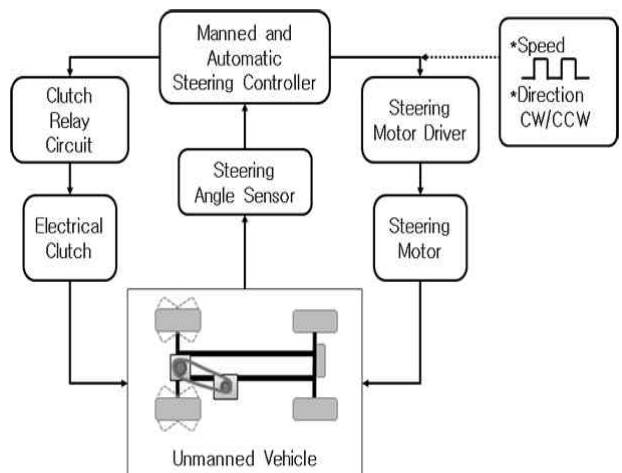 Manned and
Automatic
Steering Controller
*Speed
*Direction
CW/CCW
Clutch
Relay
Circuit
Steering
Motor Driver
Steering
Angle Sensor
Electrical
Clutch
Steering
Motor
Unmanned Vehicle